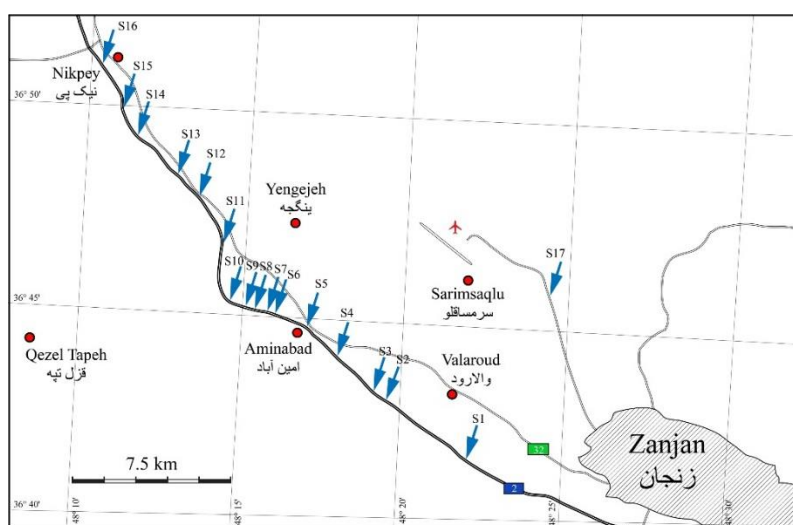 S16
Nikpey
نیک پی
S15
36° 50'
S14
S13
S12
Yengejeh
ینگجه
S11
S17
S10
S9
S8
S7
S6
S5
Sarimsaqlu
سرمساقلو
36° 45'
S4
Qezel Tapeh
قزل تپه
Aminabad
امین آباد
Valaroud
والارود
S3
S2
S1
Zanjan
زنجان
32
7.5 km
2
36° 40'
48° 10'
48° 15'
48° 20'
48° 25'
48° 30'